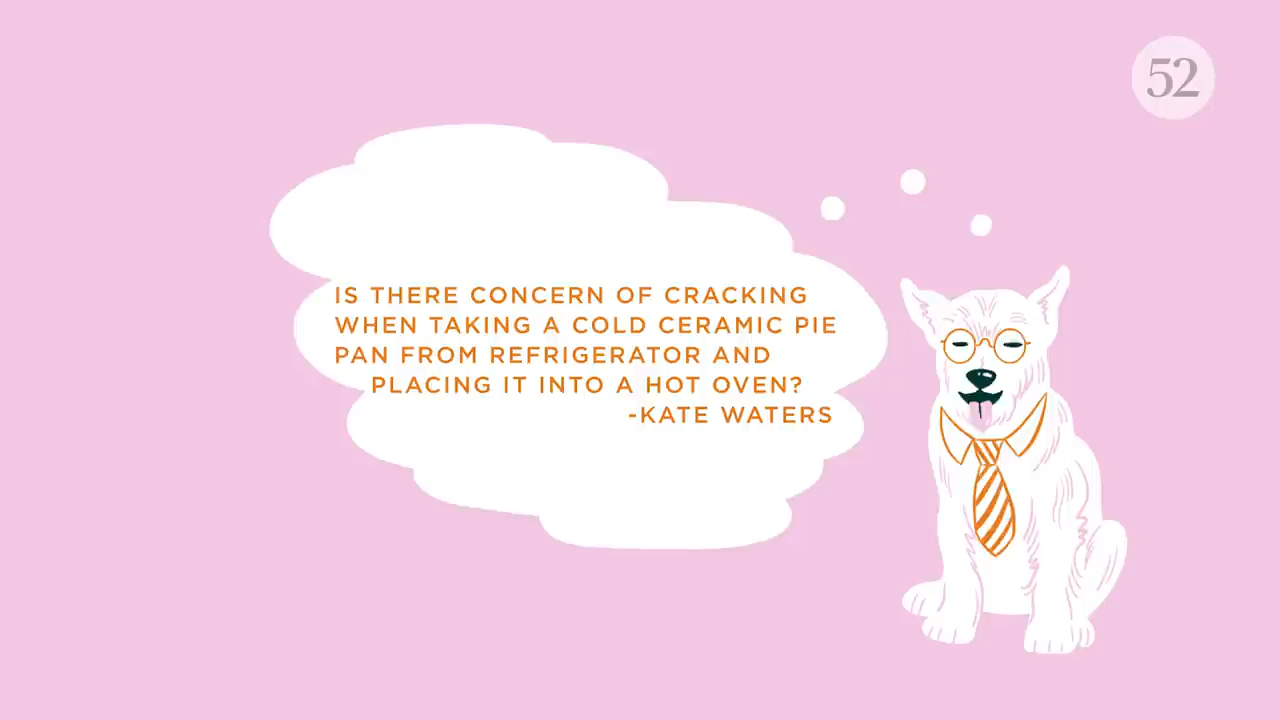 52
IS THERE CONCERN OF CRACKING
WHEN TAKING A COLD CERAMIC PIE
PAN FROM REFRIGERATOR AND
PLACING IT INTO A HOT OVEN?
-KATE WATERS